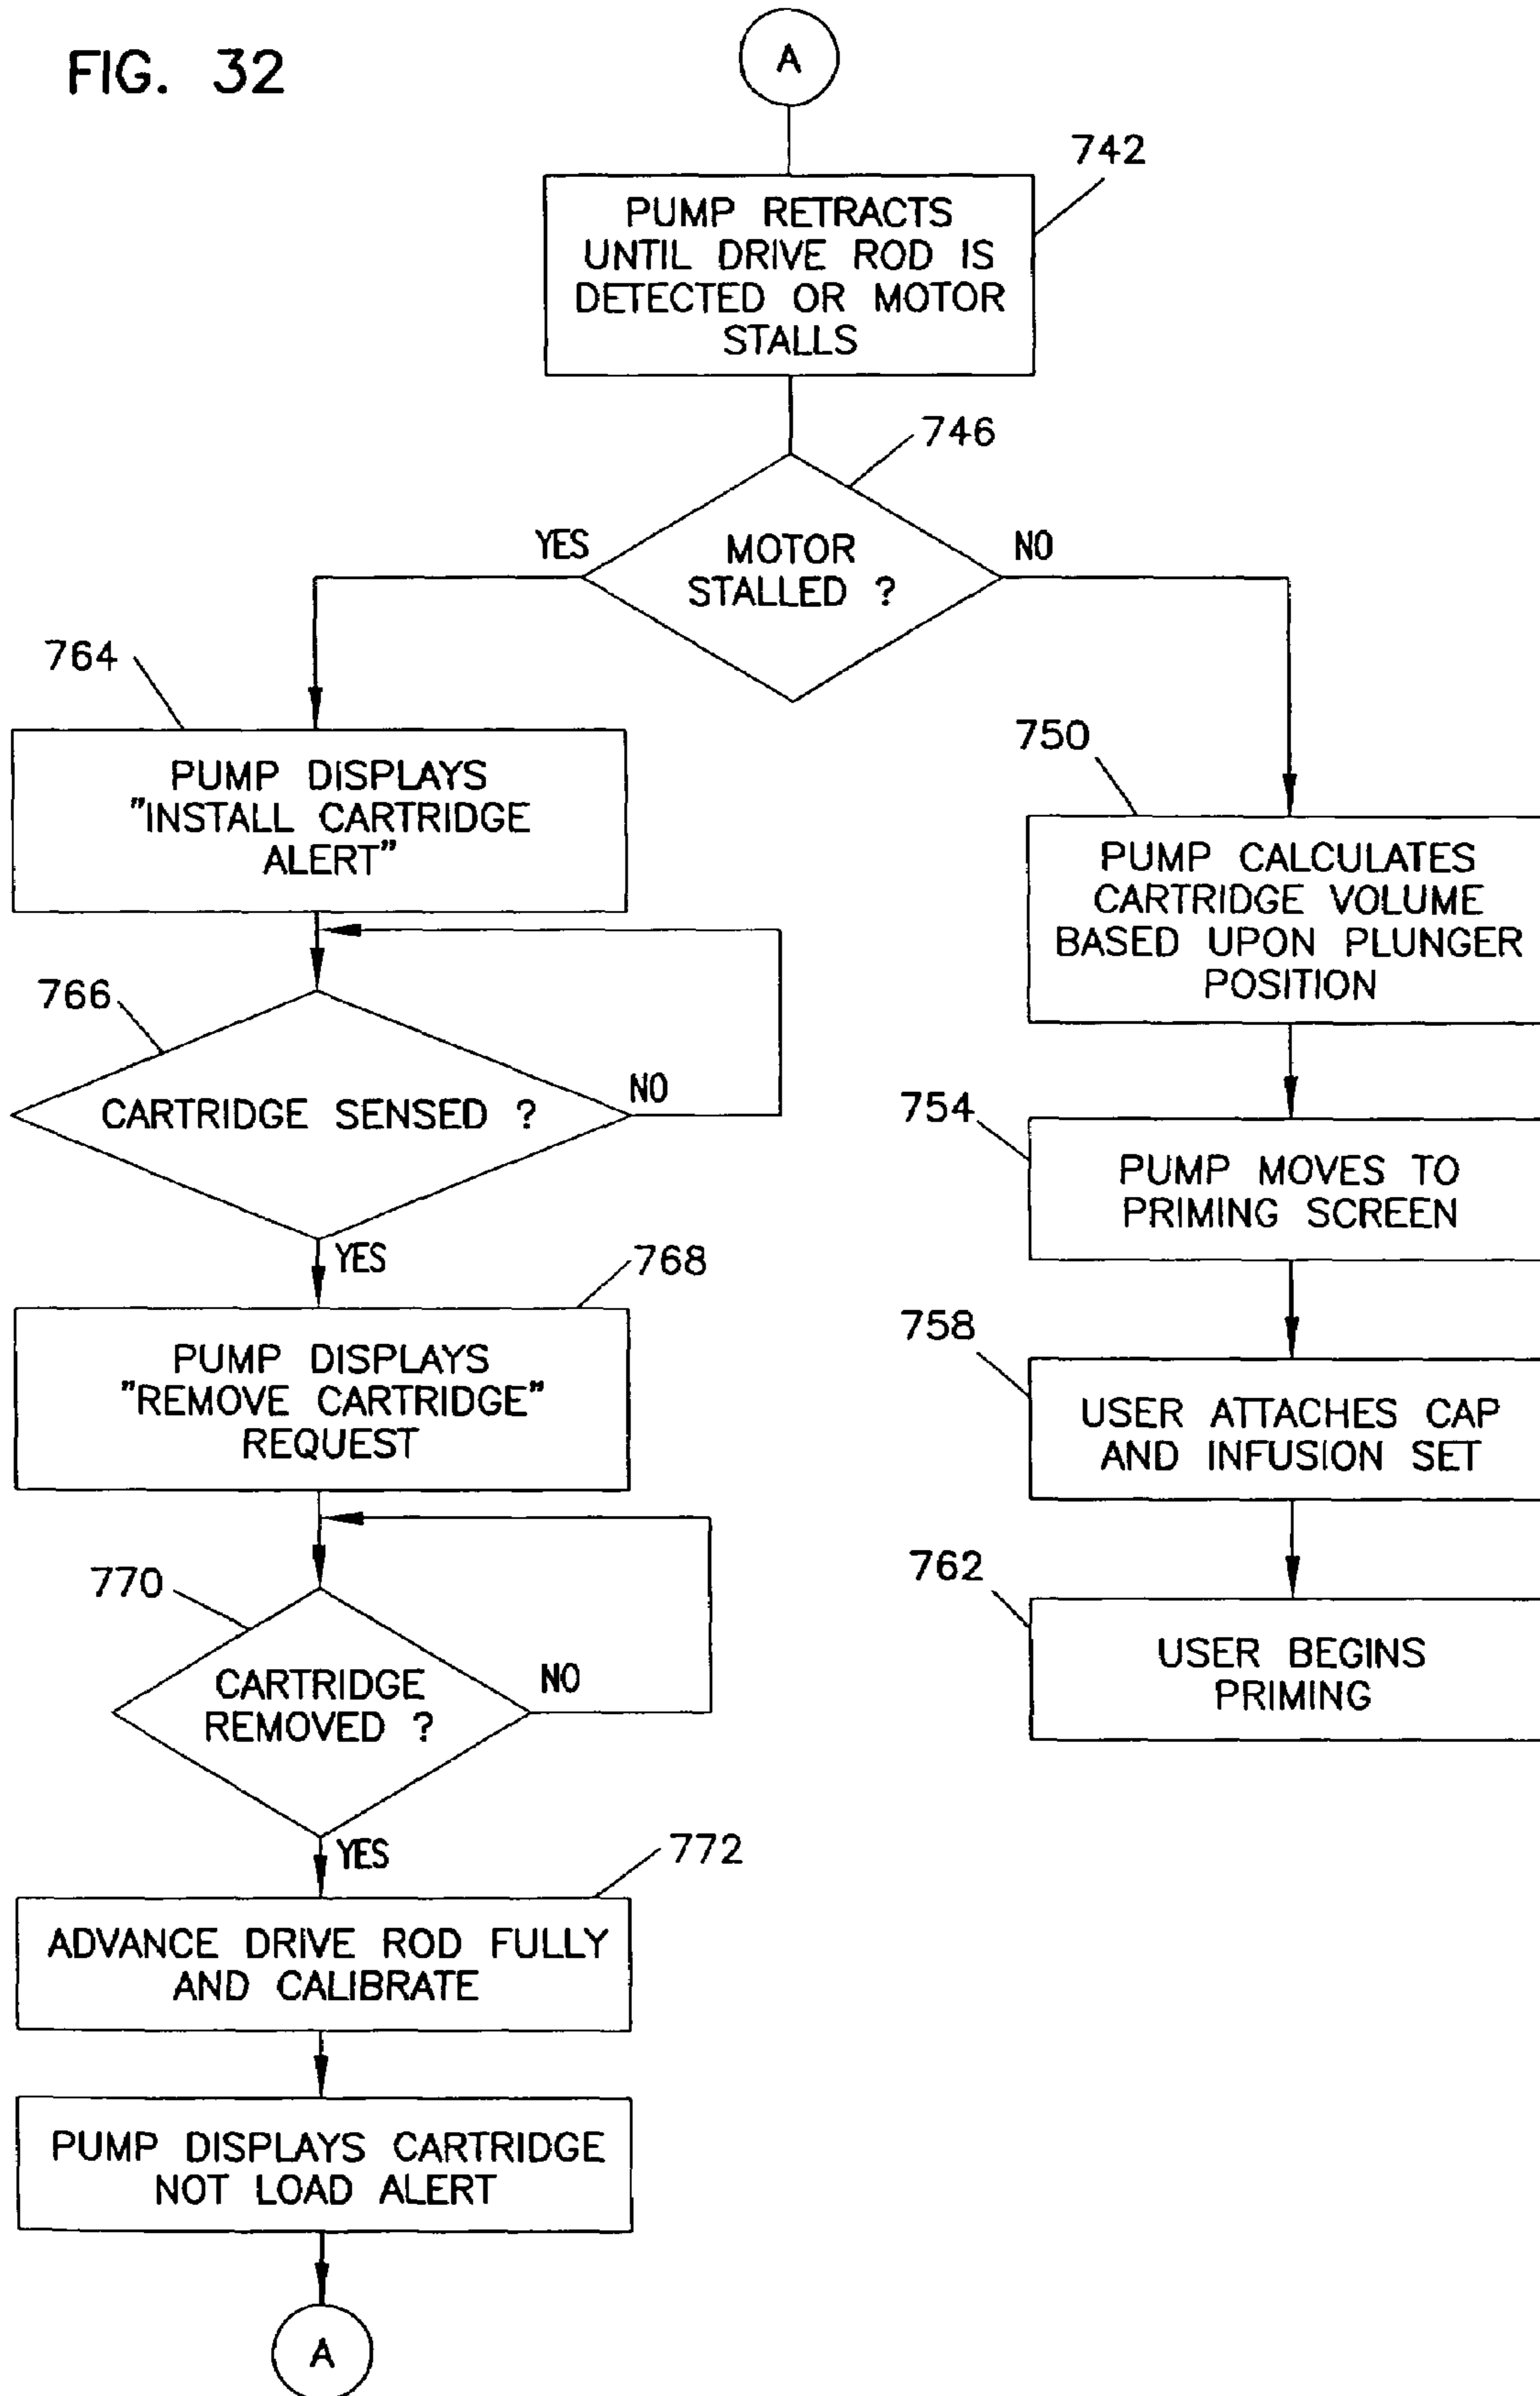 FIG. 32
A
742
PUMP RETRACTS
UNTIL DRIVE ROD IS
DETECTED OR MOTOR
STALLS
746
MOTOR
STALLED ?
YES
NO
764
PUMP DISPLAYS
"INSTALL CARTRIDGE
ALERT"
766
CARTRIDGE SENSED ?
NO
YES
768
PUMP DISPLAYS
"REMOVE CARTRIDGE"
REQUEST
770
CARTRIDGE
REMOVED ?
NO
YES
772
ADVANCE DRIVE ROD FULLY
AND CALIBRATE
PUMP DISPLAYS CARTRIDGE
NOT LOAD ALERT
A
750
PUMP CALCULATES
CARTRIDGE VOLUME
BASED UPON PLUNGER
POSITION
754
PUMP MOVES TO
PRIMING SCREEN
758
USER ATTACHES CAP
AND INFUSION SET
762
USER BEGINS
PRIMING